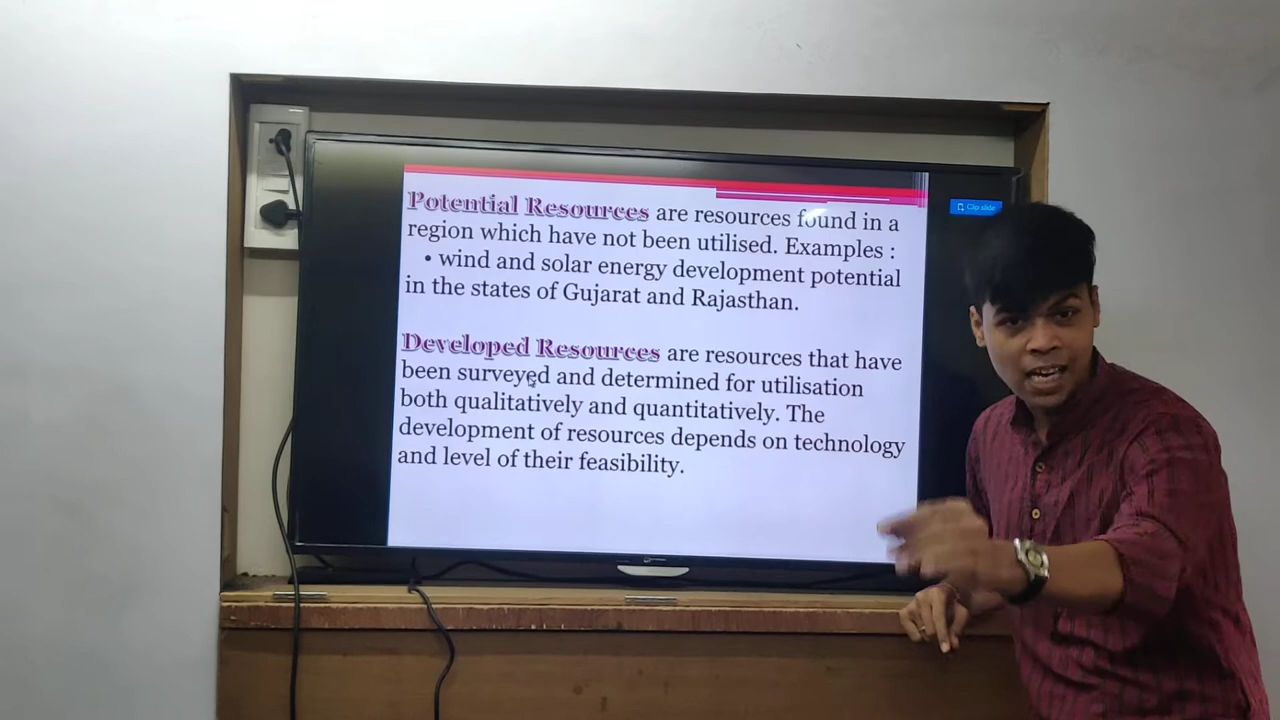 Potential Resources are resources found in a
region which have not been utilised. Examples :
• wind and solar energy development potential
in the states of Gujarat and Rajasthan.
Developed Resources are resources that have
been surveyed and determined for utilisation
both qualitatively and quantitatively. The
development of resources depends on technology
and level of their feasibility.
Clip slide